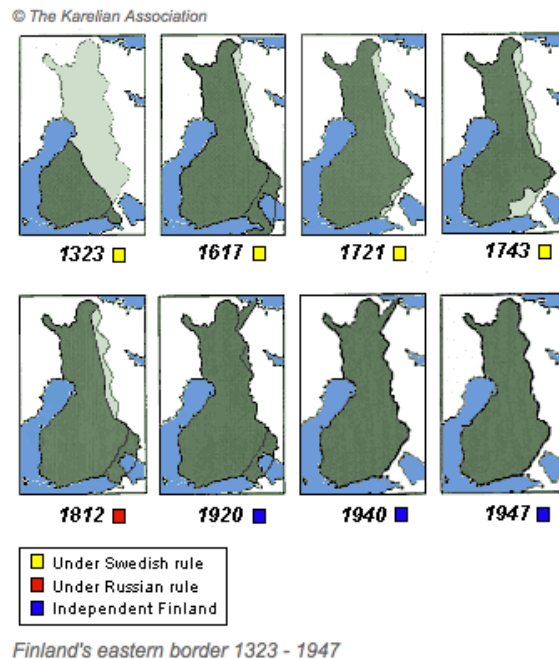 © The Karelian Association
1323
1617
1721
1743
1812
1920
1940
1947
Under Swedish rule
Under Russian rule
Independent Finland
Finland's eastern border 1323 - 1947